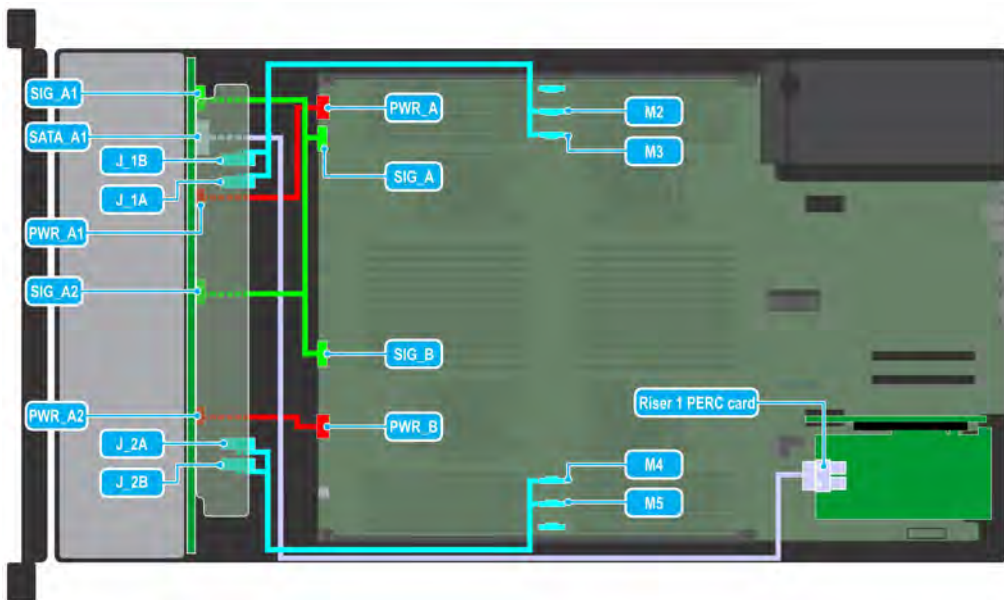 SIG_A1
SATA_A1
J_1B
J_1A
PWR_A1
SIG_A2
PWR_A2
J_2A
J_2B
PWR_A
SIG_A
SIG_B
PWR_B
M2
M3
Riser 1 PERC card
M4
M5